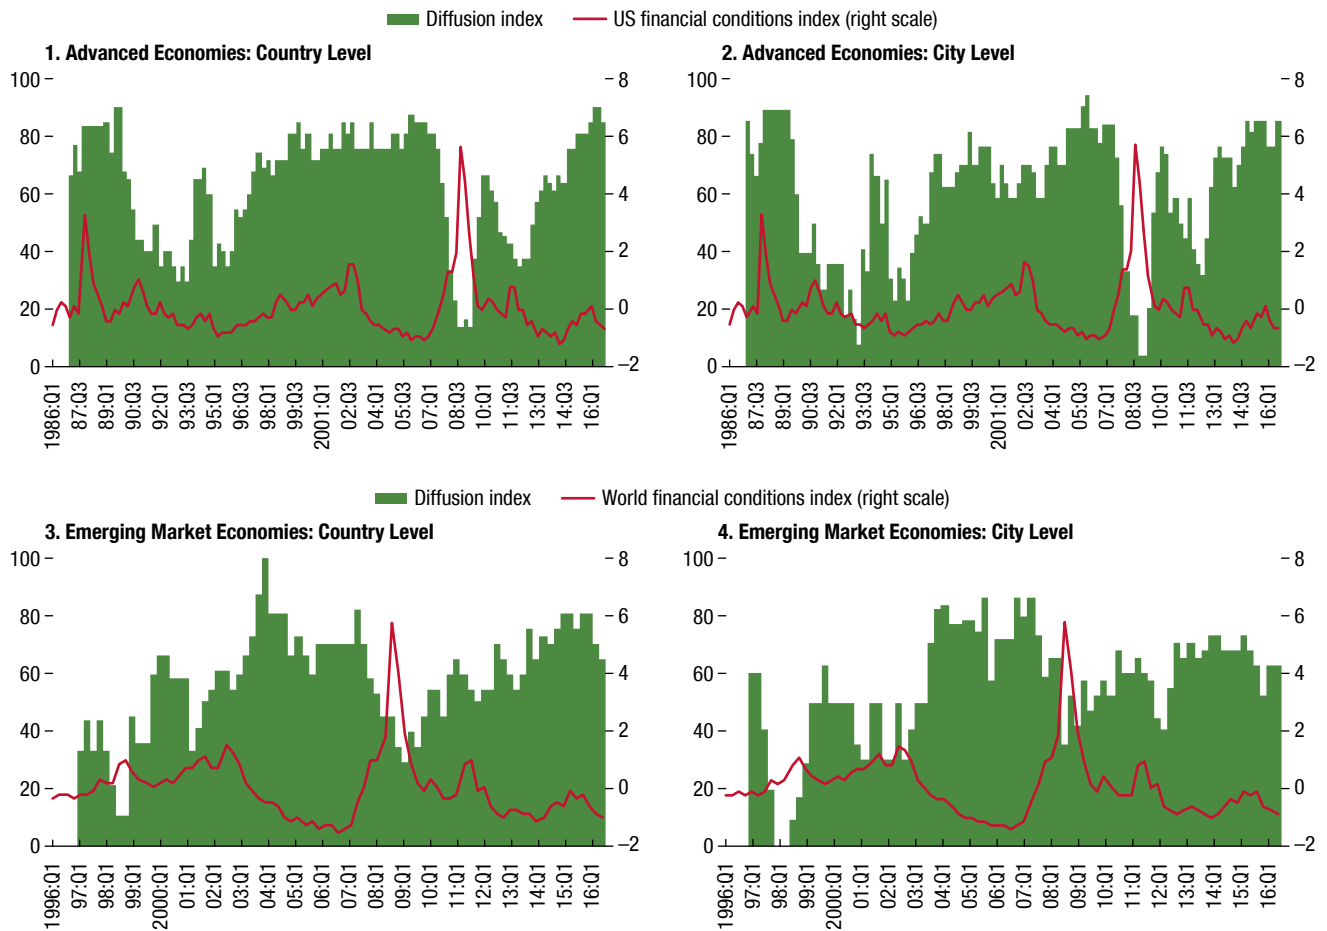 Diffusion index US financial conditions index (right scale)
1. Advanced Economies: Country Level
100
80
60
40
20
0
8
6
4
2
0
–2
1986:Q1
87:Q3
89:Q1
90:Q3
92:Q1
93:Q3
95:Q1
96:Q3
98:Q1
99:Q3
2001:Q1
02:Q3
04:Q1
05:Q3
07:Q1
08:Q3
10:Q1
11:Q3
13:Q1
14:Q3
16:Q1
2. Advanced Economies: City Level
100
80
60
40
20
0
8
6
4
2
0
–2
1986:Q1
87:Q3
89:Q1
90:Q3
92:Q1
93:Q3
95:Q1
96:Q3
98:Q1
99:Q3
2001:Q1
02:Q3
04:Q1
05:Q3
07:Q1
08:Q3
10:Q1
11:Q3
13:Q1
14:Q3
16:Q1
Diffusion index World financial conditions index (right scale)
3. Emerging Market Economies: Country Level
100
80
60
40
20
0
8
6
4
2
0
–2
1996:Q1
97:Q1
98:Q1
99:Q1
2000:Q1
01:Q1
02:Q1
03:Q1
04:Q1
05:Q1
06:Q1
07:Q1
08:Q1
09:Q1
10:Q1
11:Q1
12:Q1
13:Q1
14:Q1
15:Q1
16:Q1
4. Emerging Market Economies: City Level
100
80
60
40
20
0
8
6
4
2
0
–2
1996:Q1
97:Q1
98:Q1
99:Q1
2000:Q1
01:Q1
02:Q1
03:Q1
04:Q1
05:Q1
06:Q1
07:Q1
08:Q1
09:Q1
10:Q1
11:Q1
12:Q1
13:Q1
14:Q1
15:Q1
16:Q1